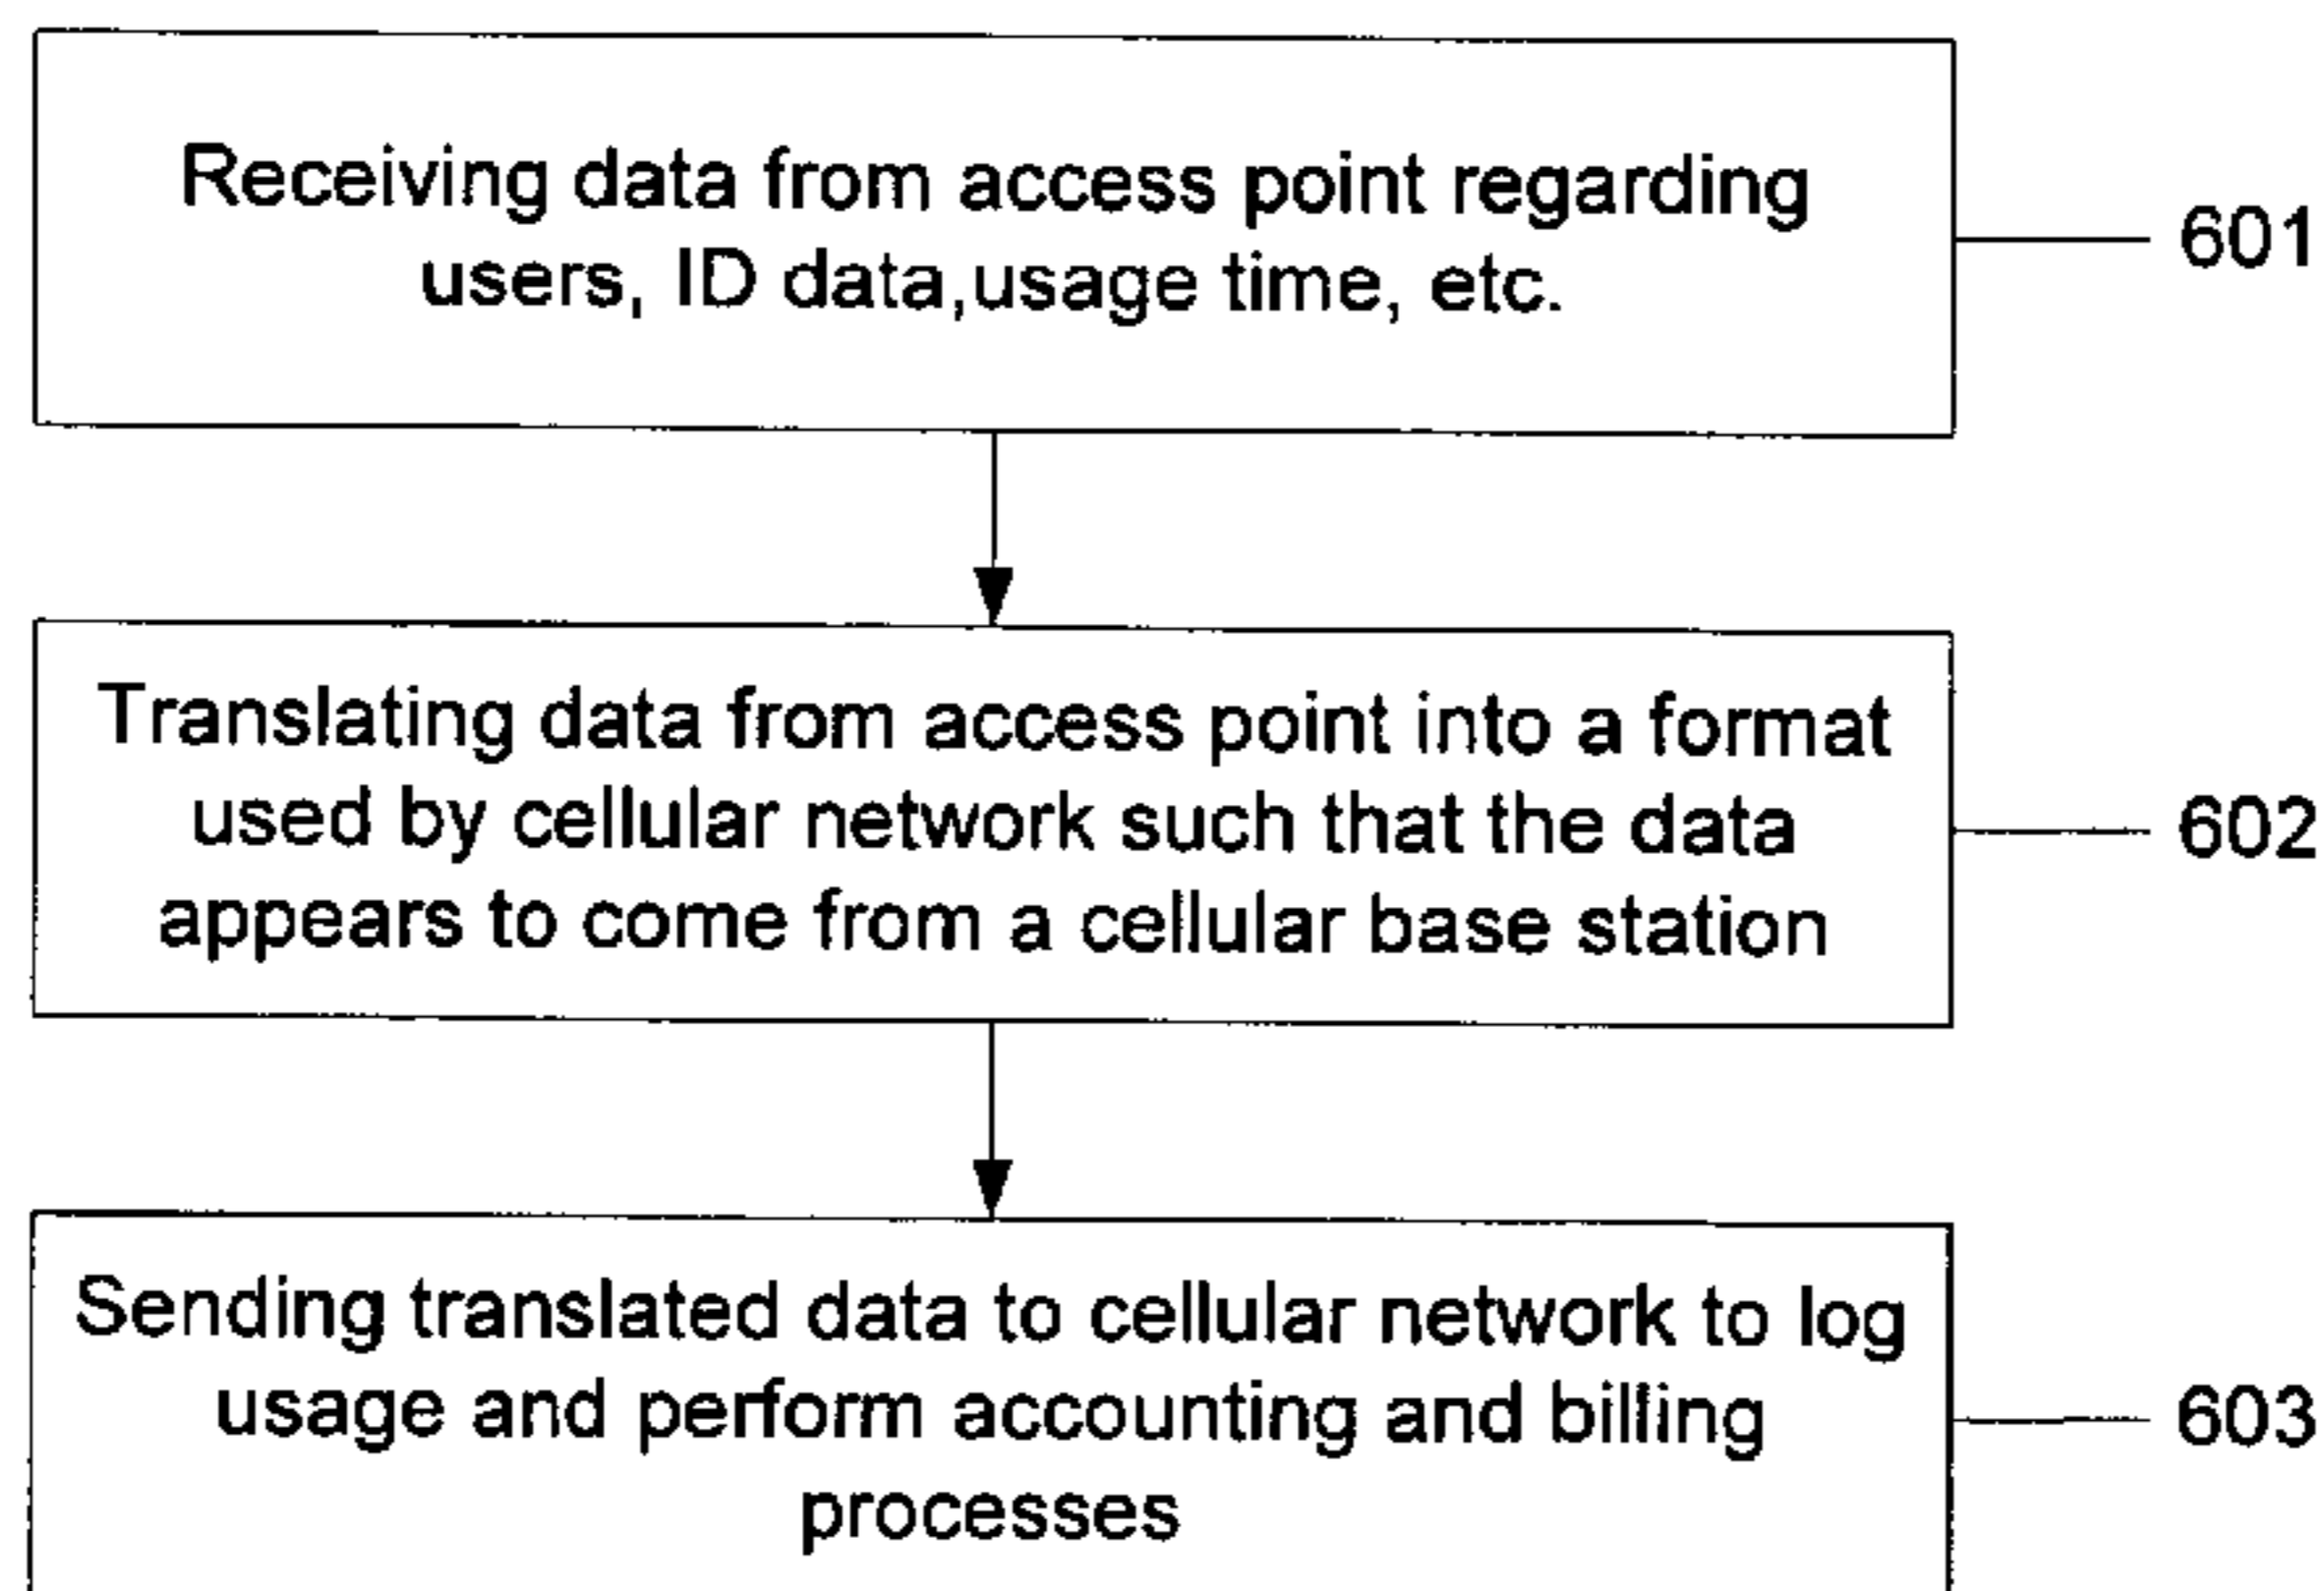 Receiving data from access point regarding
users, ID data,usage time, etc.
601
Translating data from access point into a format
used by cellular network such that the data
appears to come from a cellular base station
602
Sending translated data to cellular network to log
usage and perform accounting and billing
processes
603